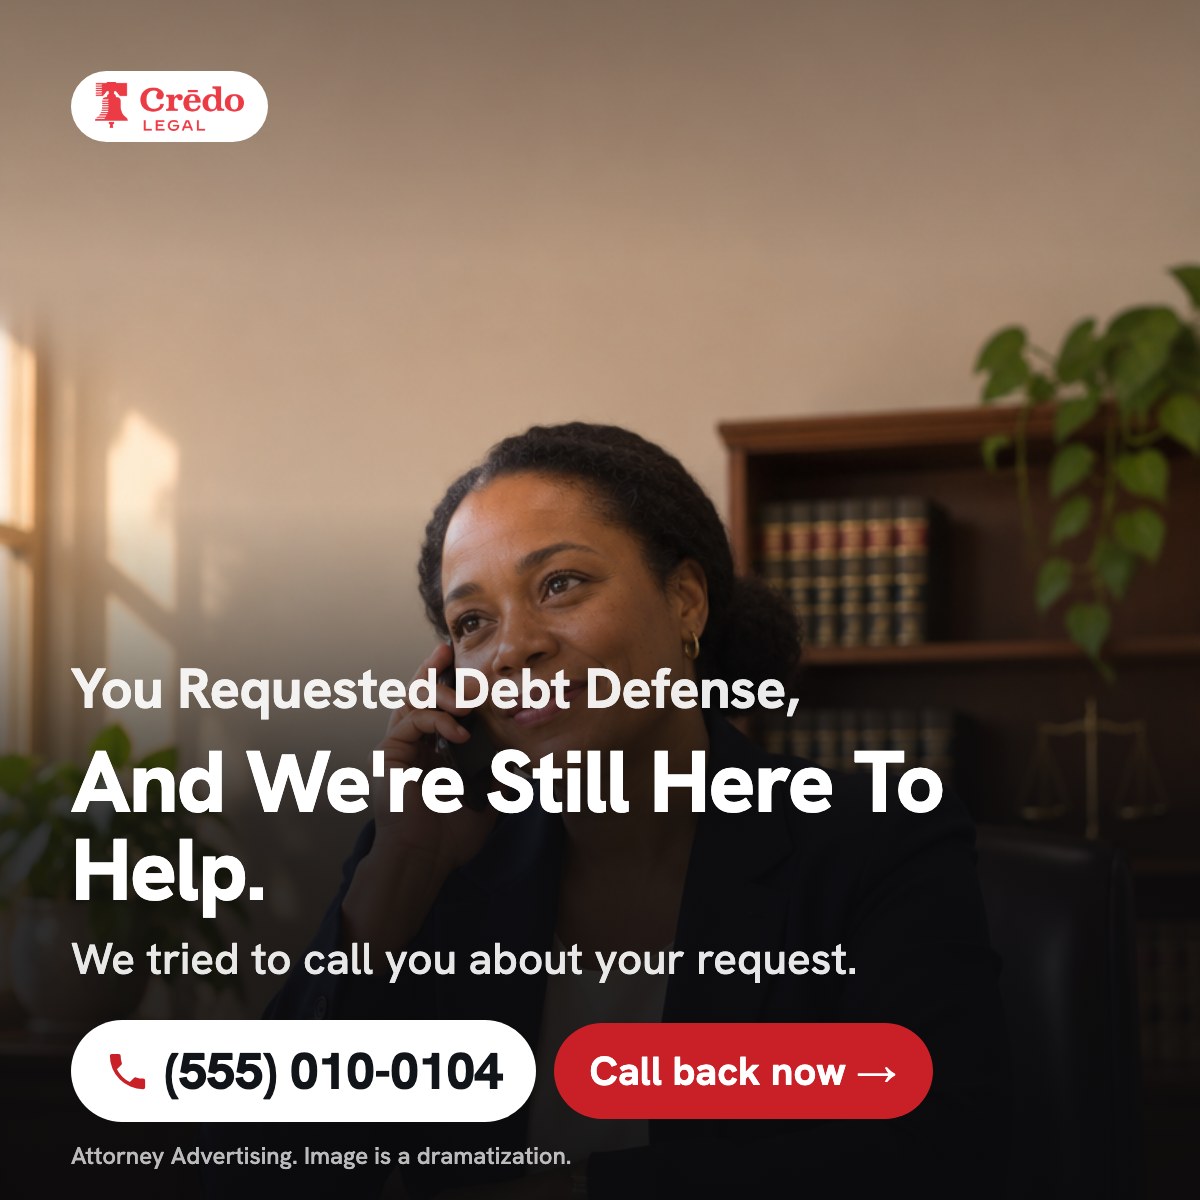 Crēdo
LEGAL
You Requested Debt Defense,
And We're Still Here To
Help.
We tried to call you about your request.
(555) 010-0104
Call back now →
Attorney Advertising. Image is a dramatization.